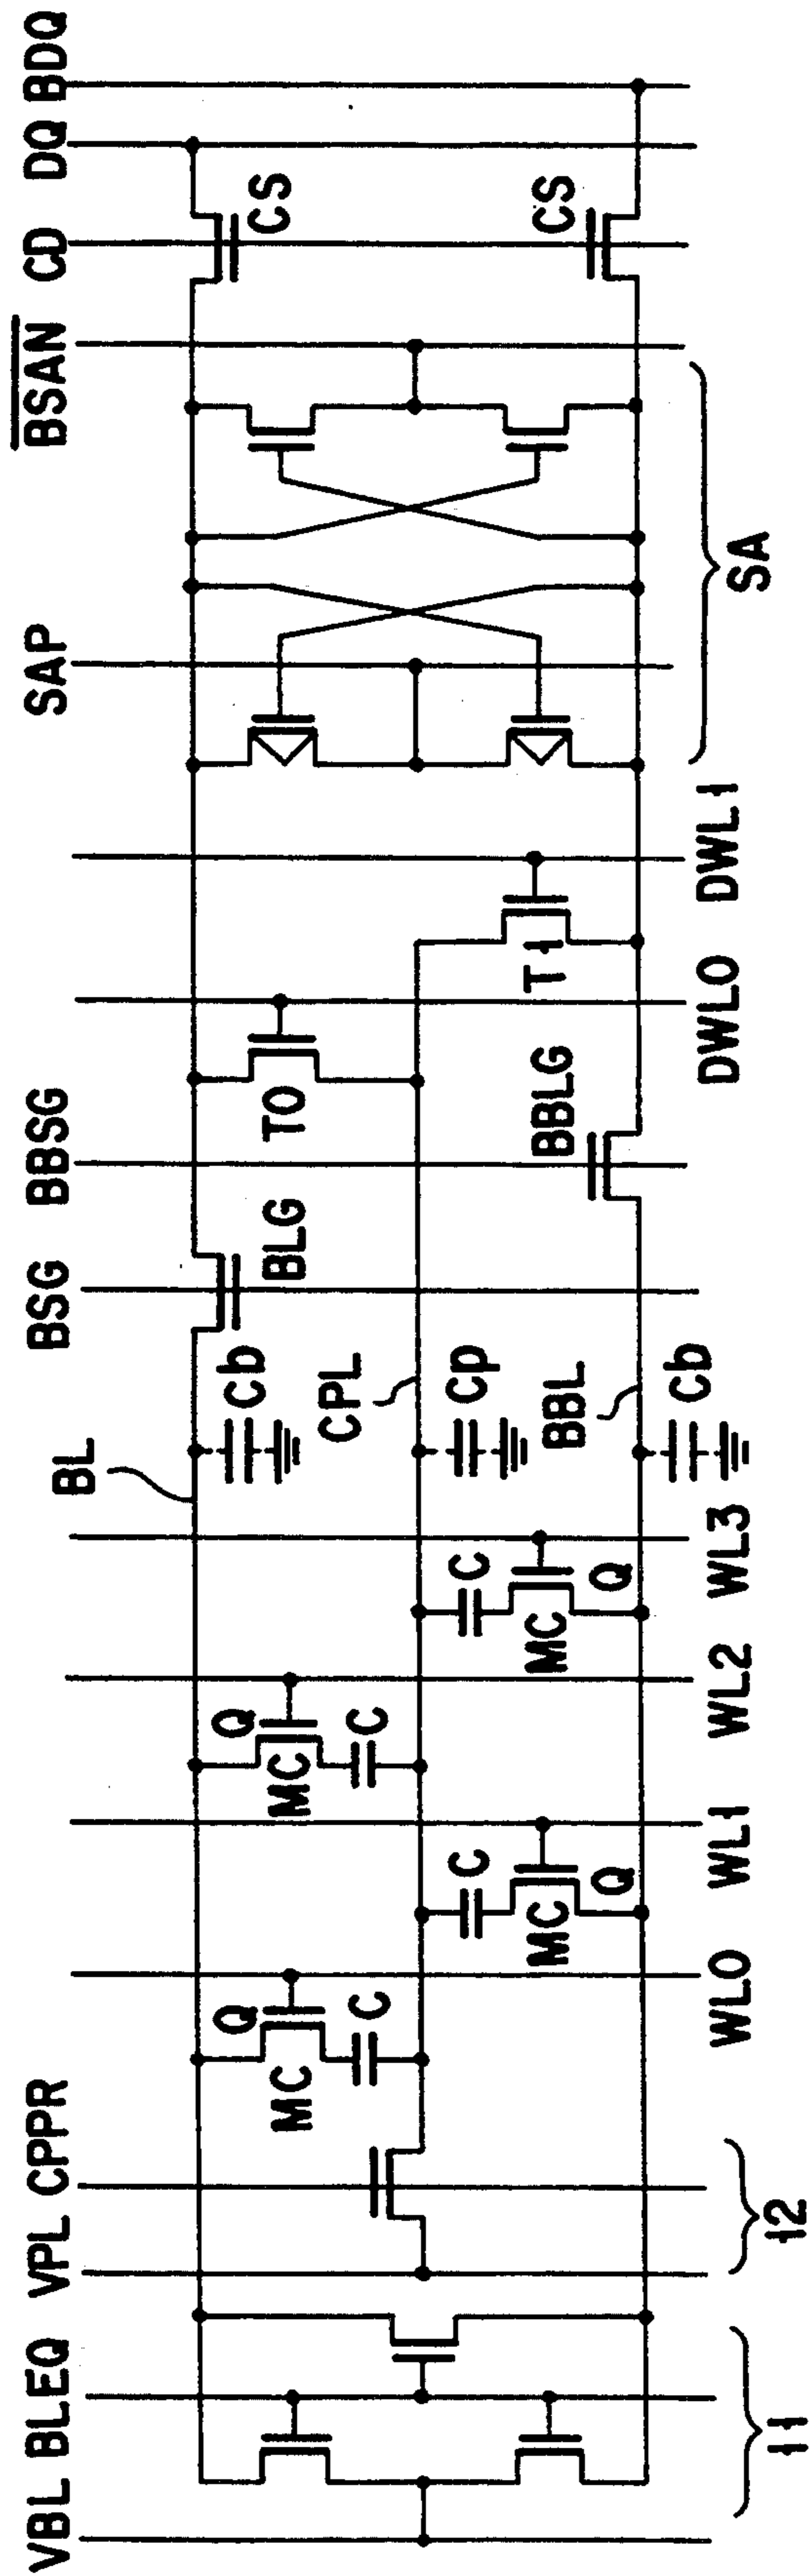 VBL BLEQ VPL CPPR BL BSG BBSG SAP BSAN CD DQ BDQ
Q Q Cb BLG T0 CS
MC C MC C CPL
C C Cp
MC MC BBL BBLG T1 CS
Q Q Cb
11 12 WL0 WL1 WL2 WL3 DWL0 DWL1 SA